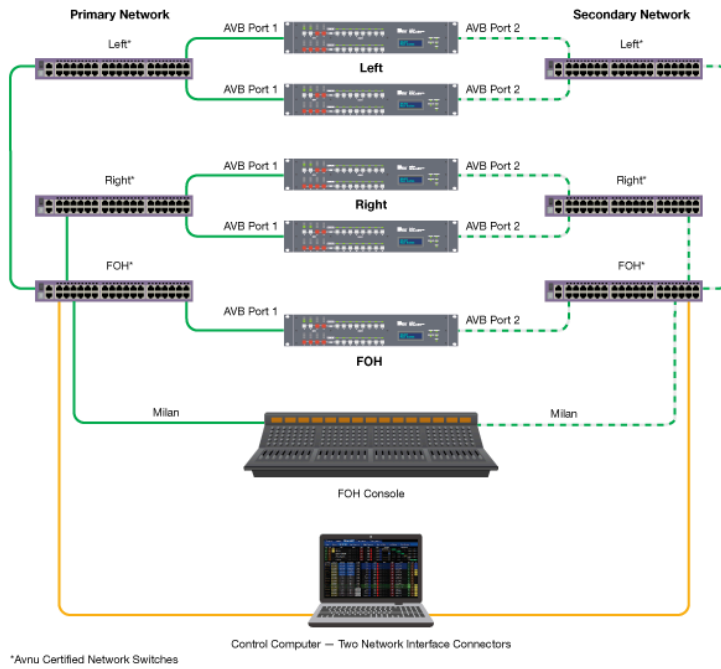 Primary Network
Secondary Network
Left*
AVB Port 1
AVB Port 2
Left*
Left
AVB Port 1
AVB Port 2
Right*
AVB Port 1
AVB Port 2
Right*
Right
AVB Port 1
AVB Port 2
FOH*
FOH*
AVB Port 1
AVB Port 2
FOH
Milan
Milan
FOH Console
Control Computer — Two Network Interface Connectors
*Avnu Certified Network Switches